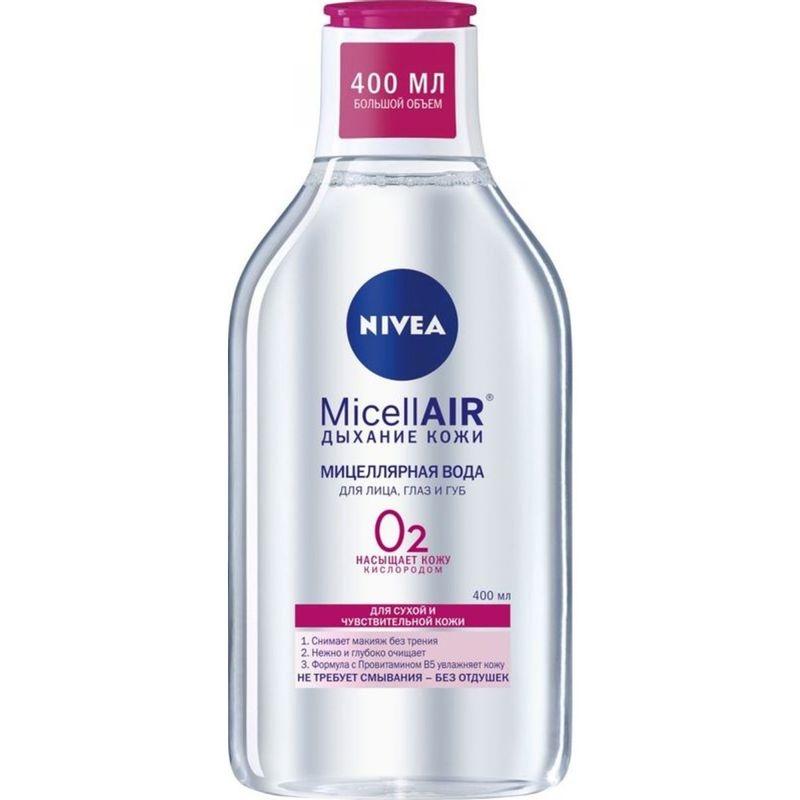 400 МЛ
БОЛЬШОЙ ОБЪЕМ
NIVEA
MicellAIR®
ДЫХАНИЕ КОЖИ
МИЦЕЛЛЯРНАЯ ВОДА
ДЛЯ ЛИЦА, ГЛАЗ И ГУБ
O2
НАСЫЩАЕТ КОЖУ
КИСЛОРОДОМ
400 мл
ДЛЯ СУХОЙ И
ЧУВСТВИТЕЛЬНОЙ КОЖИ
1. Снимает макияж без трения
2. Нежно и глубоко очищает
3. Формула с Провитамином В5 увлажняет кожу
НЕ ТРЕБУЕТ СМЫВАНИЯ – БЕЗ ОТДУШЕК